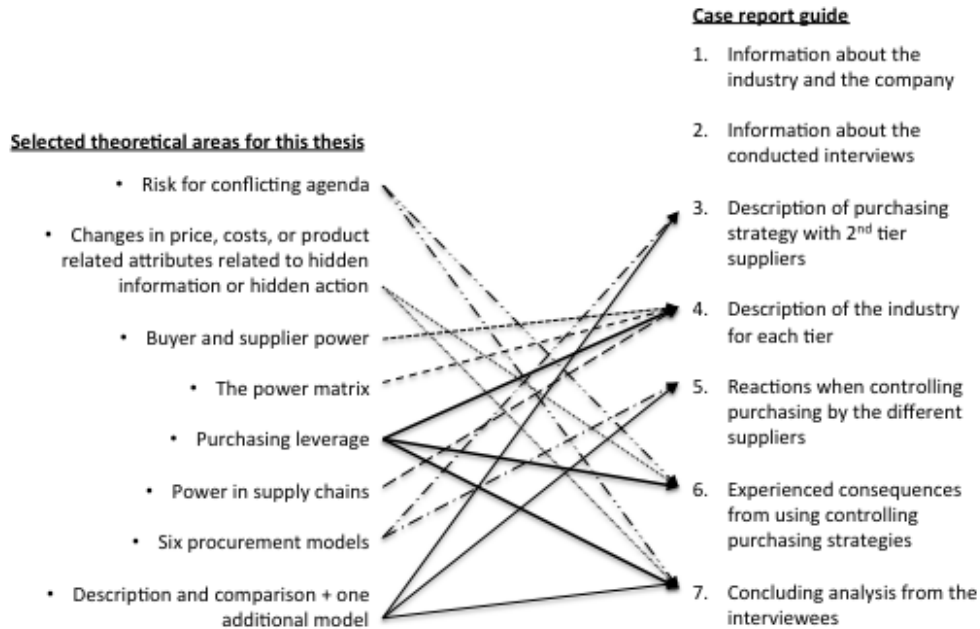 Case report guide
1. Information about the
industry and the company
2. Information about the
conducted interviews
3. Description of purchasing
strategy with 2nd tier
suppliers
4. Description of the industry
for each tier
5. Reactions when controlling
purchasing by the different
suppliers
6. Experienced consequences
from using controlling
purchasing strategies
7. Concluding analysis from the
interviewees
Selected theoretical areas for this thesis
• Risk for conflicting agenda
• Changes in price, costs, or product
related attributes related to hidden
information or hidden action
• Buyer and supplier power
• The power matrix
• Purchasing leverage
• Power in supply chains
• Six procurement models
• Description and comparison + one
additional model